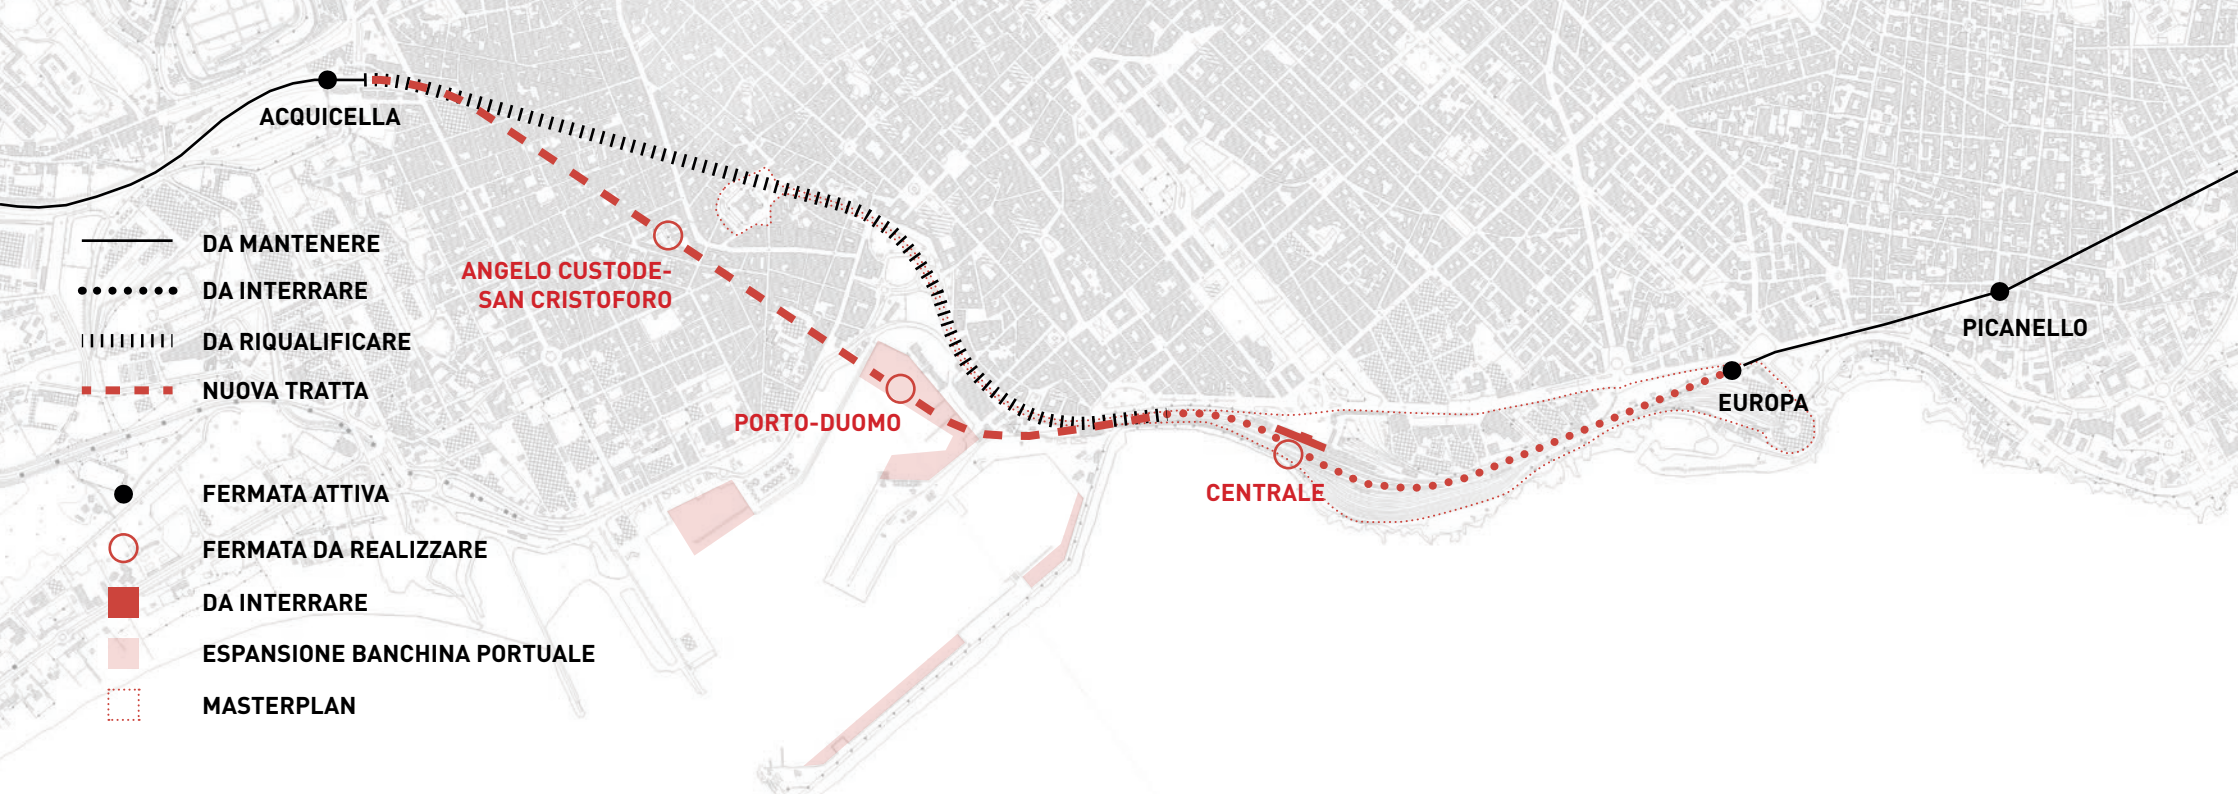 ACQUICELLA
DA MANTENERE
DA INTERRARE
DA RIQUALIFICARE
NUOVA TRATTA
FERMATA ATTIVA
FERMATA DA REALIZZARE
DA INTERRARE
ESPANSIONE BANCHINA PORTUALE
MASTERPLAN
ANGELO CUSTODE-
SAN CRISTOFORO
PORTO-DUOMO
CENTRALE
EUROPA
PICANELLO